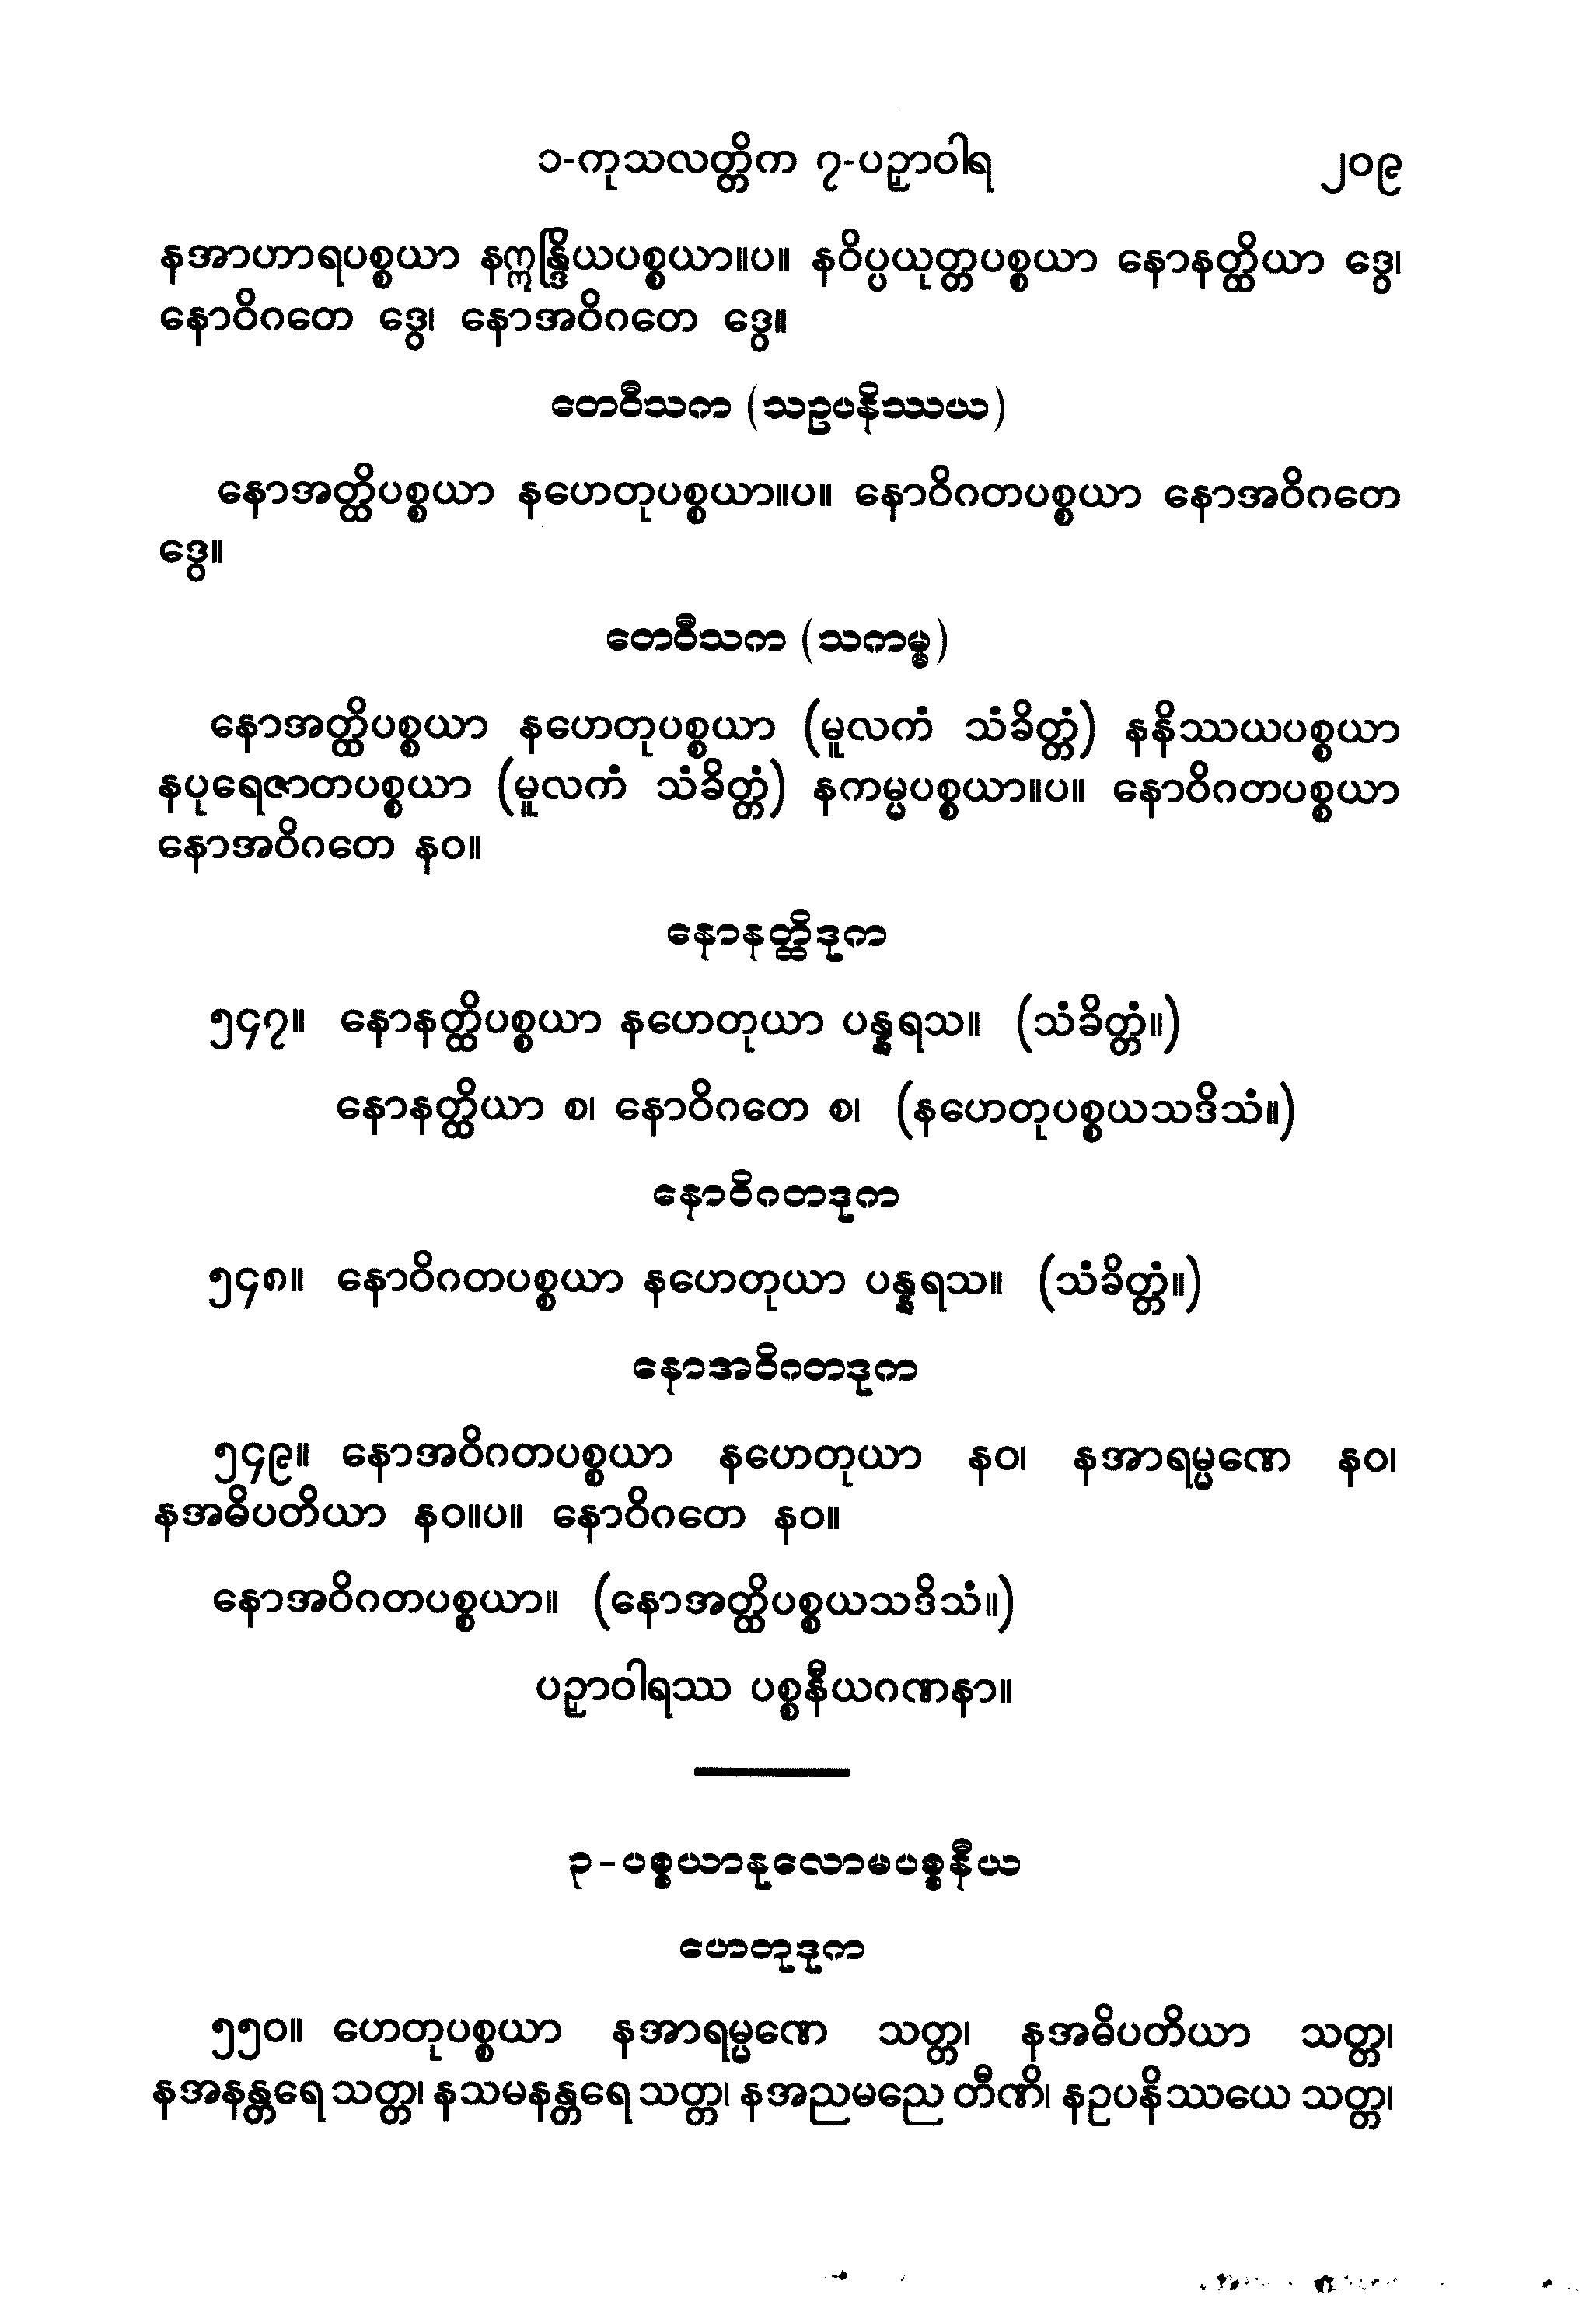 ၁-ကုသလတ္တိက ၇-ပဉှာဝါရ ၂၀၉
နအာဟာရပစ္စယာ နဣန္ဒြိယပစ္စယာ။ပ။ နဝိပ္ပယုတ္တပစ္စယာ နောနတ္ထိယာ ဒွေ၊
နောဝိဂတေ ဒွေ၊ နောအဝိဂတေ ဒွေ။
တေဝီသက (သဥပနိဿယ)
နောအတ္ထိပစ္စယာ နဟေတုပစ္စယာ။ပ။ နောဝိဂတပစ္စယာ နောအဝိဂတေ
ဒွေ။
တေဝီသက (သကမ္မ)
နောအတ္ထိပစ္စယာ နဟေတုပစ္စယာ (မူလကံ သံခိတ္တံ) နနိဿယပစ္စယာ
နပုရေဇာတပစ္စယာ (မူလကံ သံခိတ္တံ) နကမ္မပစ္စယာ။ပ။ နောဝိဂတပစ္စယာ
နောအဝိဂတေ နဝ။
နောနတ္ထိဒုက
၅၄၇။ နောနတ္ထိပစ္စယာ နဟေတုယာ ပန္နရသ။ (သံခိတ္တံ။)
နောနတ္ထိယာ စ၊ နောဝိဂတေ စ၊ (နဟေတုပစ္စယသဒိသံ။)
နောဝိဂတဒုက
၅၄၈။ နောဝိဂတပစ္စယာ နဟေတုယာ ပန္နရသ။ (သံခိတ္တံ။)
နောအဝိဂတဒုက
၅၄၉။ နောအဝိဂတပစ္စယာ နဟေတုယာ နဝ၊ နအာရမ္မဏေ နဝ၊
နအဓိပတိယာ နဝ။ပ။ နောဝိဂတေ နဝ။
နောအဝိဂတပစ္စယာ။ (နောအတ္ထိပစ္စယသဒိသံ။)
ပဉှာဝါရဿ ပစ္စနီယဂဏနာ။
၃-ပစ္စယာနုလောမပစ္စနီယ
ဟေတုဒုက
၅၅၀။ ဟေတုပစ္စယာ နအာရမ္မဏေ သတ္တ၊ နအဓိပတိယာ သတ္တ၊
နအနန္တရေ သတ္တ၊ နသမနန္တရေ သတ္တ၊ နအညမညေ တီဏိ၊ နဥပနိဿယေ သတ္တ၊